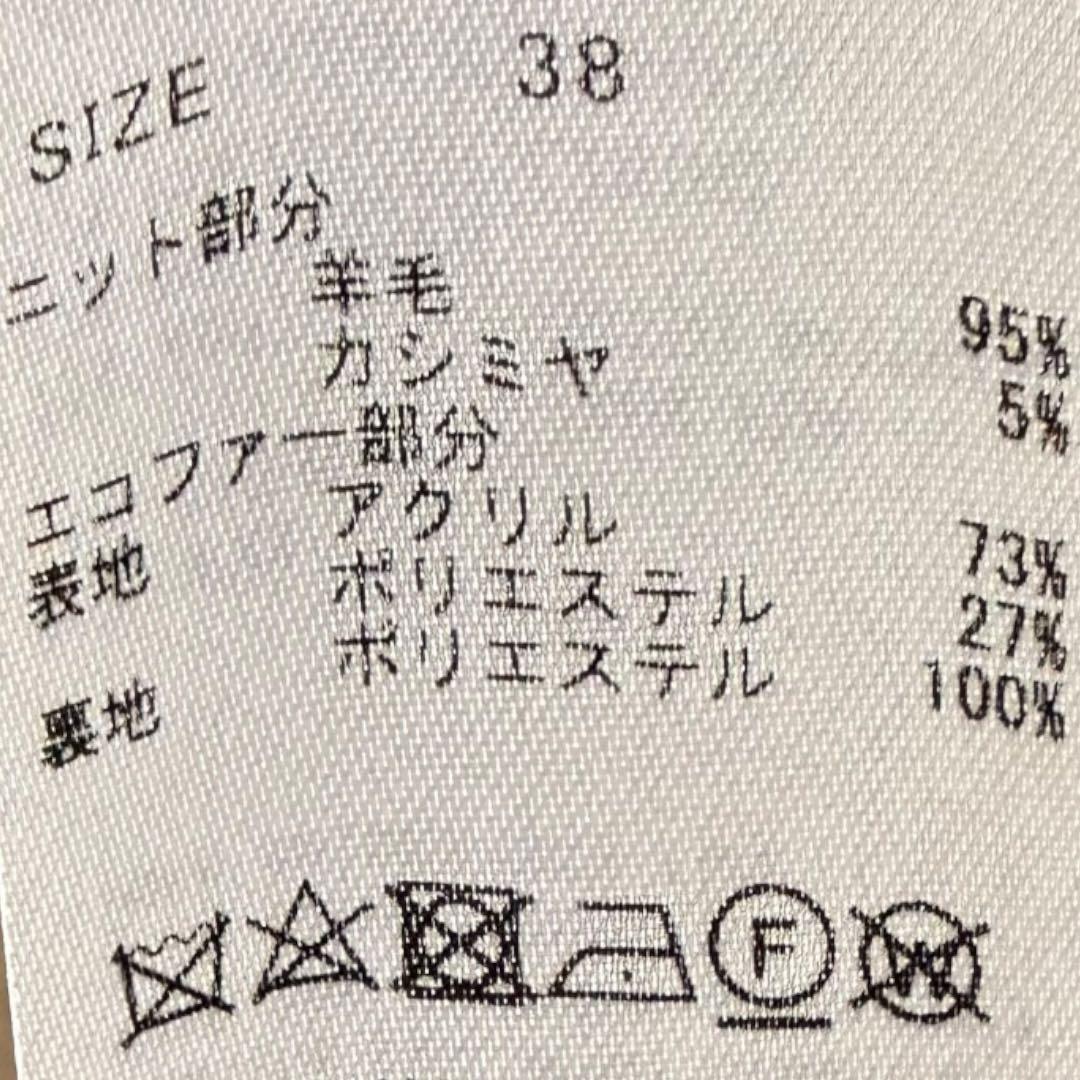 SIZE 38
ニット部分
羊毛 95%
カシミヤ 5%
エコファー部分
表地 アクリル 73%
ポリエステル 27%
裏地 ポリエステル 100%
F W